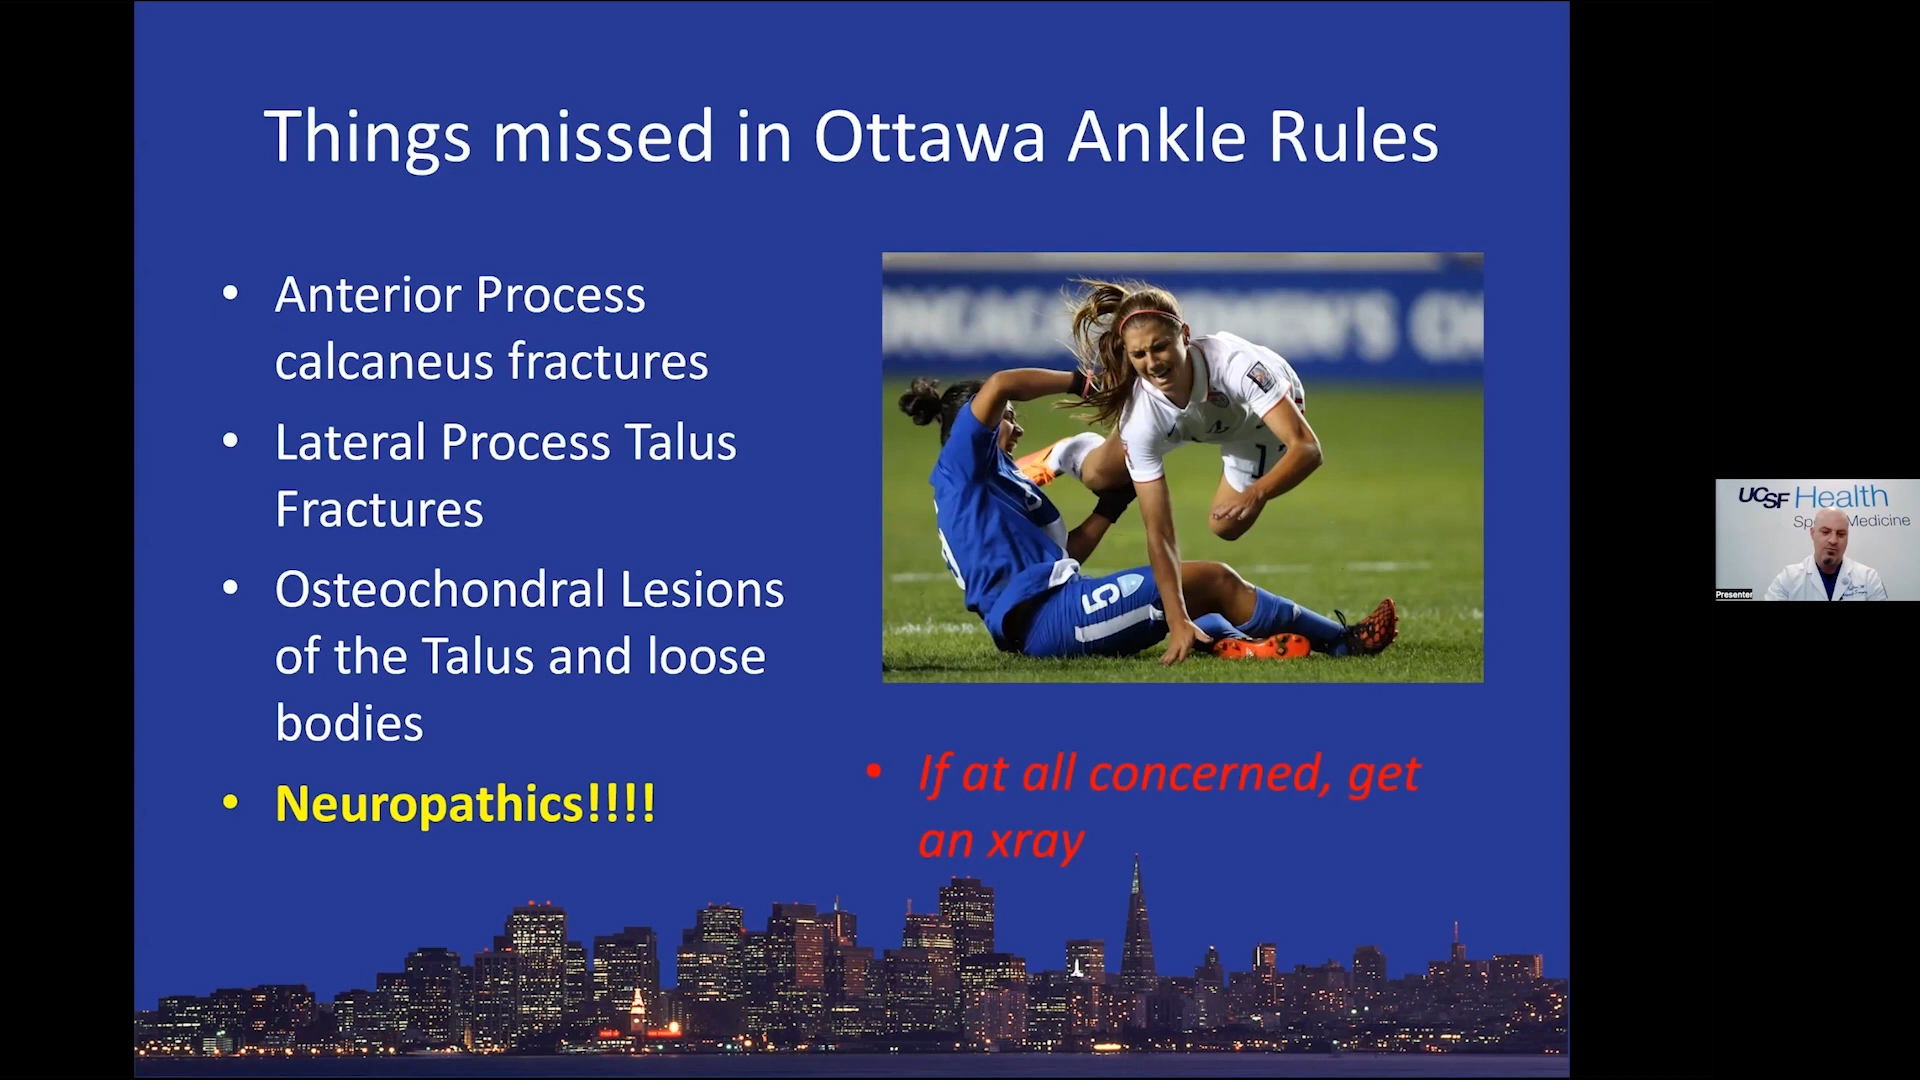 Things missed in Ottawa Ankle Rules
• Anterior Process
calcaneus fractures
• Lateral Process Talus
Fractures
• Osteochondral Lesions
of the Talus and loose
bodies
• Neuropathics!!!!
5
• If at all concerned, get
an xray
UCSF Health
Medicine
Presenter